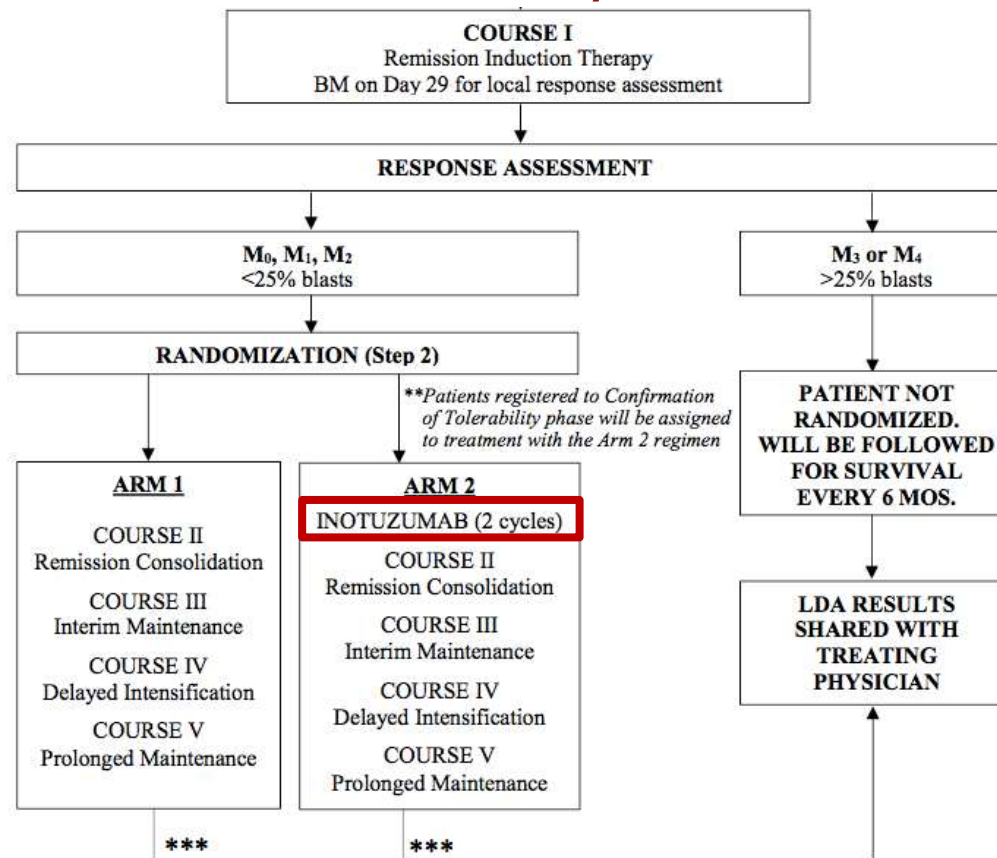 COURSE I
Remission Induction Therapy
BM on Day 29 for local response assessment
RESPONSE ASSESSMENT
M₀, M₁, M₂
<25% blasts
M₃ or M₄
>25% blasts
RANDOMIZATION (Step 2)
**Patients registered to Confirmation
of Tolerability phase will be assigned
to treatment with the Arm 2 regimen
PATIENT NOT
RANDOMIZED.
WILL BE FOLLOWED
FOR SURVIVAL
EVERY 6 MOS.
ARM 1
COURSE II
Remission Consolidation
COURSE III
Interim Maintenance
COURSE IV
Delayed Intensification
COURSE V
Prolonged Maintenance
ARM 2
INOTUZUMAB (2 cycles)
COURSE II
Remission Consolidation
COURSE III
Interim Maintenance
COURSE IV
Delayed Intensification
COURSE V
Prolonged Maintenance
LDA RESULTS
SHARED WITH
TREATING
PHYSICIAN
***
***